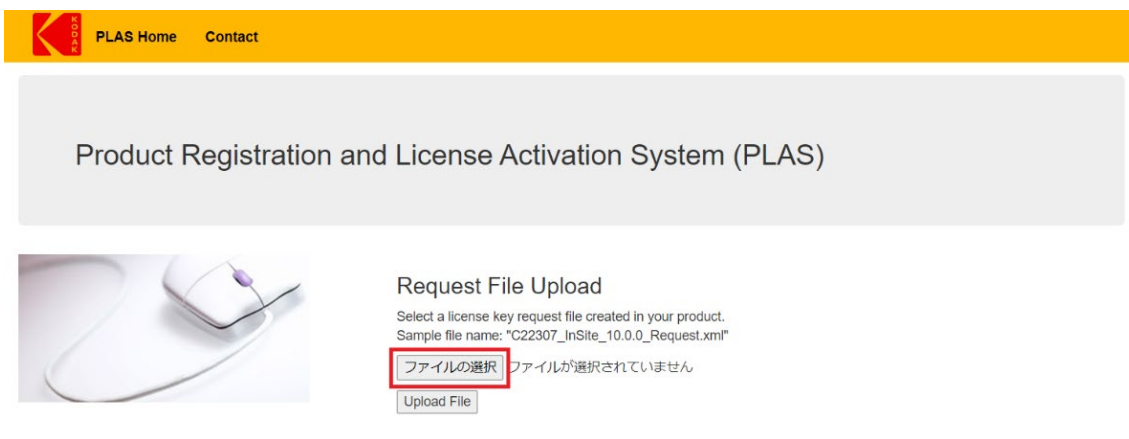 KODAK
PLAS Home Contact
Product Registration and License Activation System (PLAS)
Request File Upload
Select a license key request file created in your product.
Sample file name: "C22307_InSite_10.0.0_Request.xml"
ファイルの選択 ファイルが選択されていません
Upload File